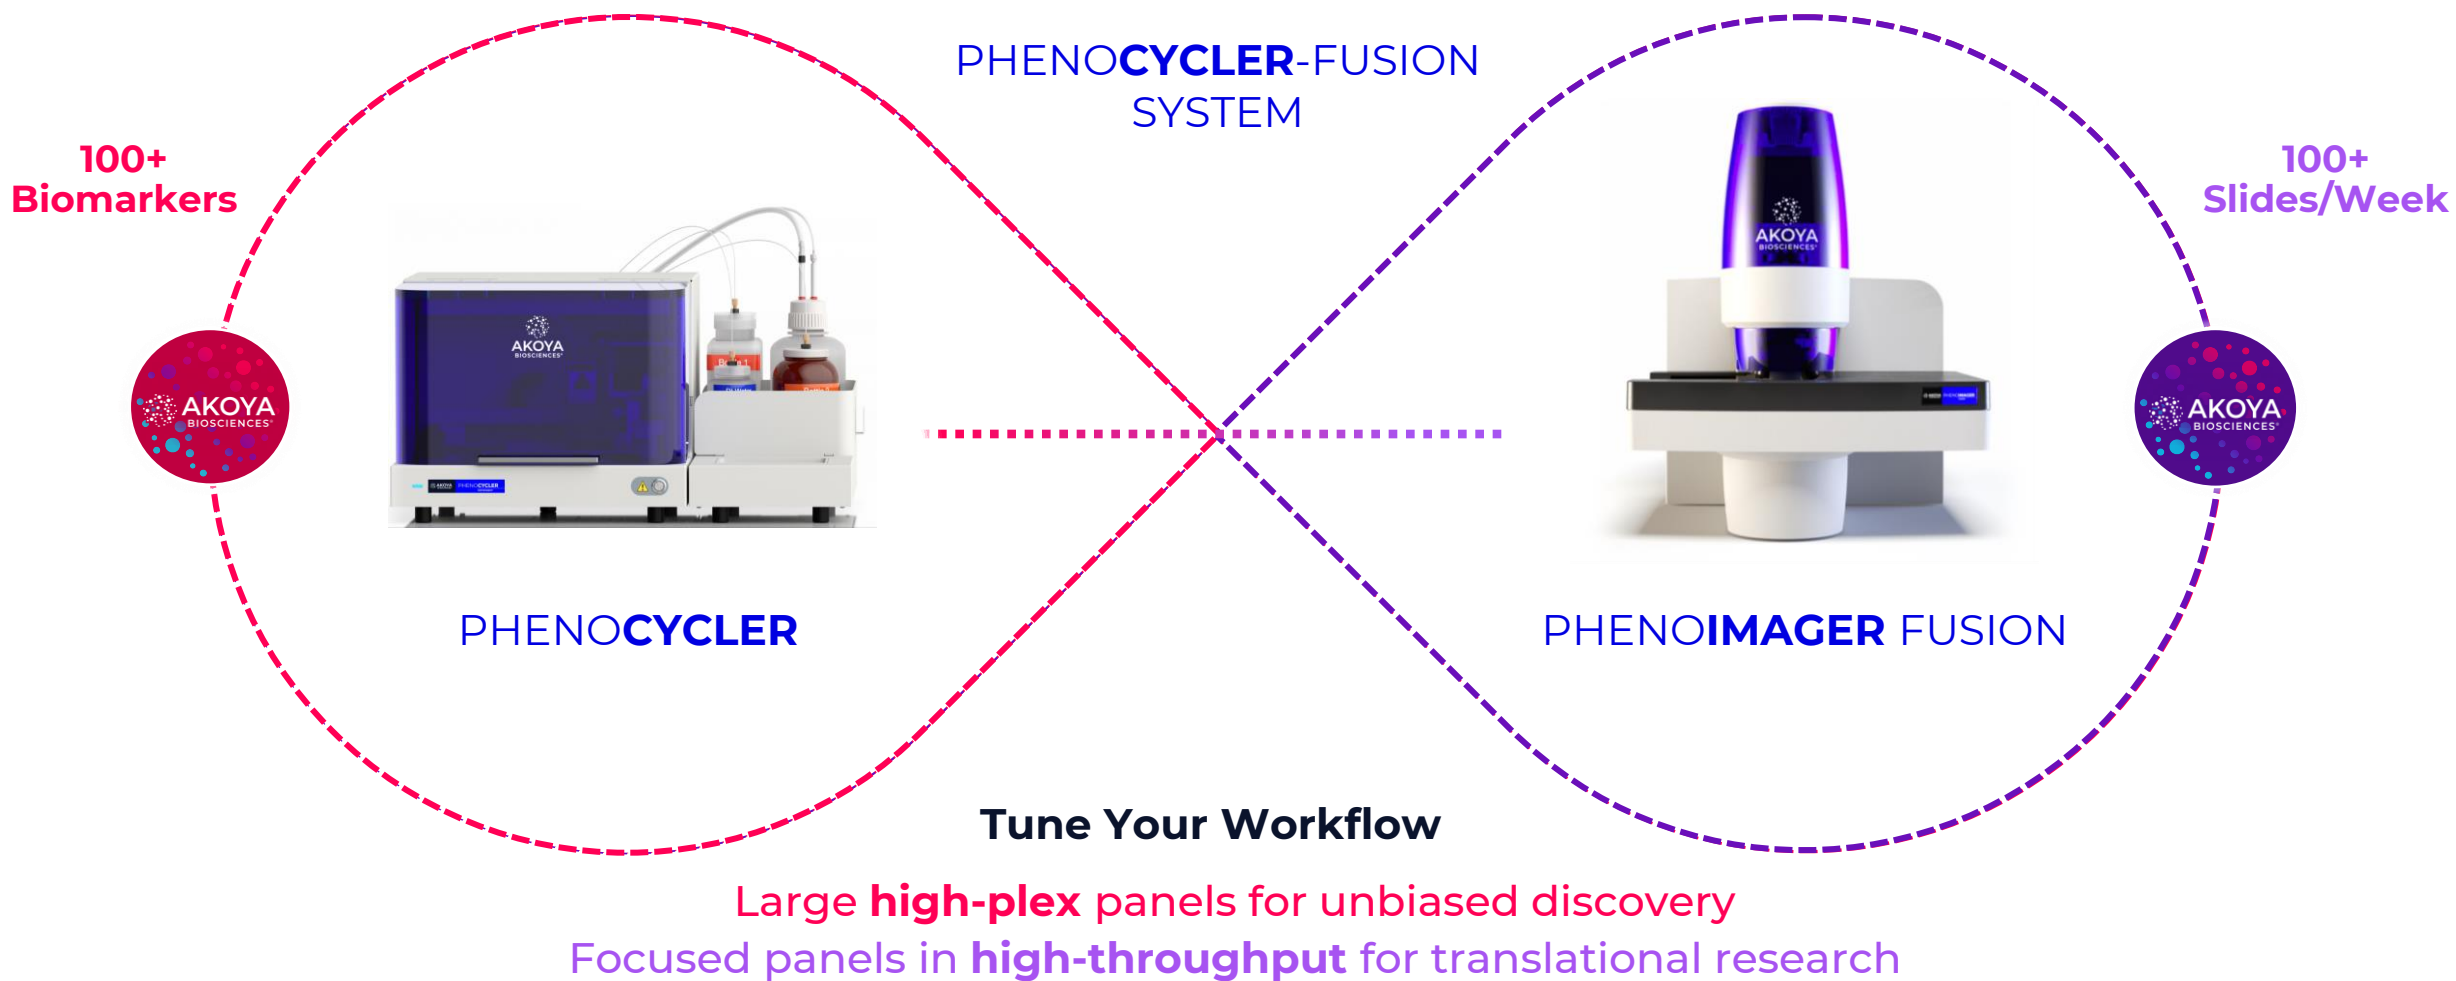 PHENOCYCLER-FUSION
SYSTEM
100+
Biomarkers
100+
Slides/Week
AKOYA
BIOSCIENCES
AKOYA
BIOSCIENCES
AKOYA
BIOSCIENCES
AKOYA
BIOSCIENCES
AKOYA PHENOCYCLER
PHENOIMAGER
PHENOCYCLER
PHENOIMAGER FUSION
Tune Your Workflow
Large high-plex panels for unbiased discovery
Focused panels in high-throughput for translational research